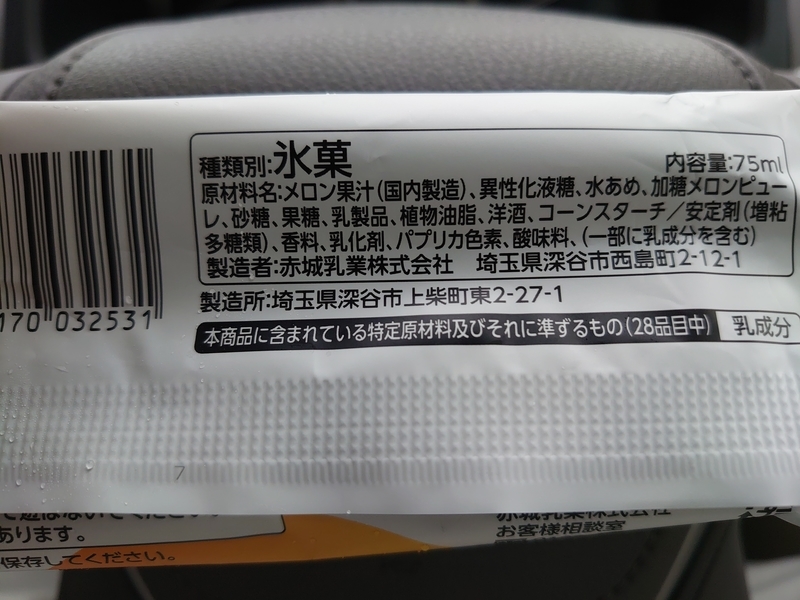 種類別:氷菓 内容量:75ml
原材料名:メロン果汁(国内製造)、異性化液糖、水あめ、加糖メロンピュー
レ、砂糖、果糖、乳製品、植物油脂、洋酒、コーンスターチ/安定剤(増粘
多糖類)、香料、乳化剤、パプリカ色素、酸味料、(一部に乳成分を含む)
製造者:赤城乳業株式会社 埼玉県深谷市西島町2-12-1
製造所:埼玉県深谷市上柴町東2-27-1
170 032531
本商品に含まれている特定原材料及びそれに準ずるもの(28品目中) 乳成分
7
赤城乳業株式会社
あります。
お客様相談室
保存してください。